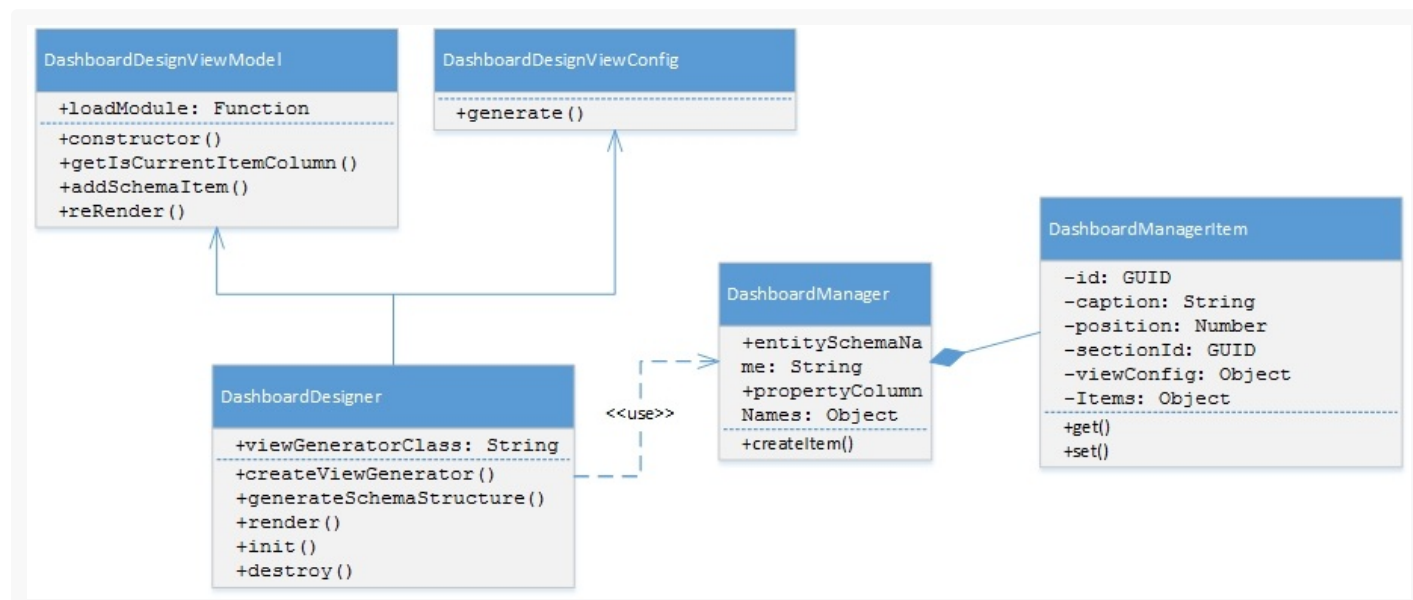 DashboardDesignViewModel
+loadModule: Function
+constructor()
+getIsCurrentItemColumn()
+addSchemaItem()
+reRender()
DashboardDesignViewConfig
+generate()
DashboardManagerItem
-id: GUID
-caption: String
-position: Number
-sectionId: GUID
-viewConfig: Object
-Items: Object
+get()
+set()
DashboardManager
+entitySchemaNa
me: String
+propertyColumn
Names: Object
+createItem()
<<use>>
DashboardDesigner
+viewGeneratorClass: String
+createViewGenerator()
+generateSchemaStructure()
+render()
+init()
+destroy()